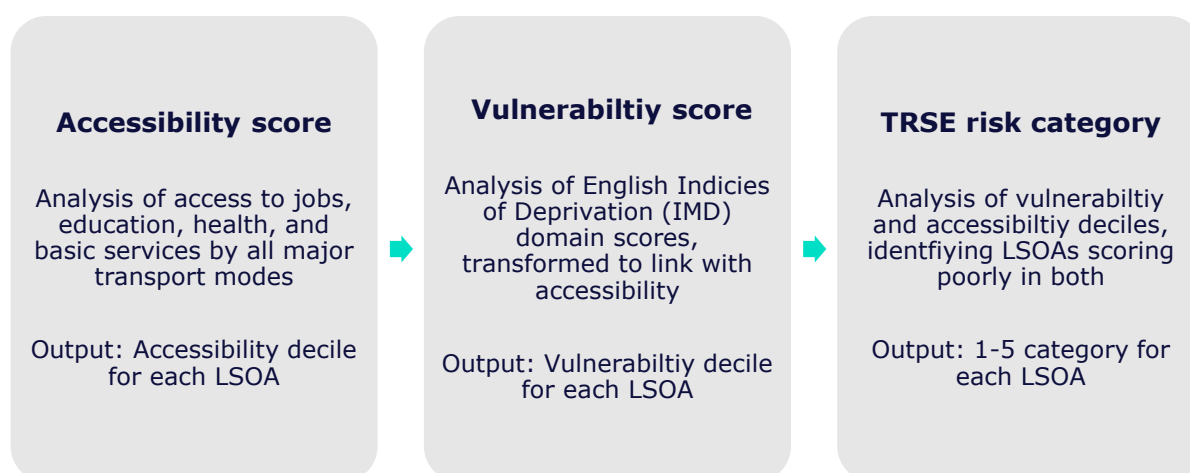 Accessibility score
Analysis of access to jobs,
education, health, and
basic services by all major
transport modes
Output: Accessibility decile
for each LSOA
Vulnerabiltiy score
Analysis of English Indicies
of Deprivation (IMD)
domain scores,
transformed to link with
accessibility
Output: Vulnerabiltiy decile
for each LSOA
TRSE risk category
Analysis of vulnerabiltiy
and accessibiltiy deciles,
identfiying LSOAs scoring
poorly in both
Output: 1-5 category for
each LSOA